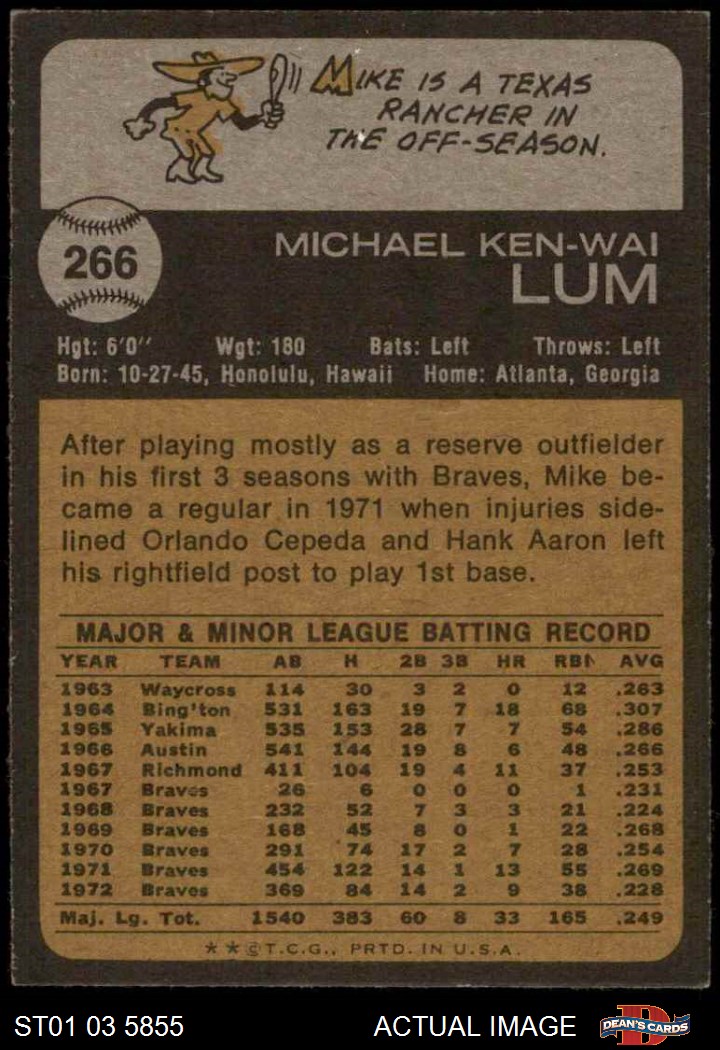 MIKE IS A TEXAS
RANCHER IN
THE OFF-SEASON.
266
MICHAEL KEN-WAI
LUM
Hgt: 6'0" Wgt: 180 Bats: Left Throws: Left
Born: 10-27-45, Honolulu, Hawaii Home: Atlanta, Georgia
After playing mostly as a reserve outfielder
in his first 3 seasons with Braves, Mike be-
came a regular in 1971 when injuries side-
lined Orlando Cepeda and Hank Aaron left
his rightfield post to play 1st base.
MAJOR & MINOR LEAGUE BATTING RECORD
YEAR TEAM AB H 2B 3B HR RBI AVG
1963 Waycross 114 30 3 2 0 12 .263
1964 Bing'ton 531 163 19 7 18 68 .307
1965 Yakima 535 153 28 7 7 54 .286
1966 Austin 541 144 19 8 6 48 .266
1967 Richmond 411 104 19 4 11 37 .253
1967 Braves 26 6 0 0 0 1 .231
1968 Braves 232 52 7 3 3 21 .224
1969 Braves 168 45 8 0 1 22 .268
1970 Braves 291 74 17 2 7 28 .254
1971 Braves 454 122 14 1 13 55 .269
1972 Braves 369 84 14 2 9 38 .228
Maj. Lg. Tot. 1540 383 60 8 33 165 .249
**©T.C.G., PRTD. IN U.S.A.
ST01 03 5855 ACTUAL IMAGE D DEAN'S CARDS